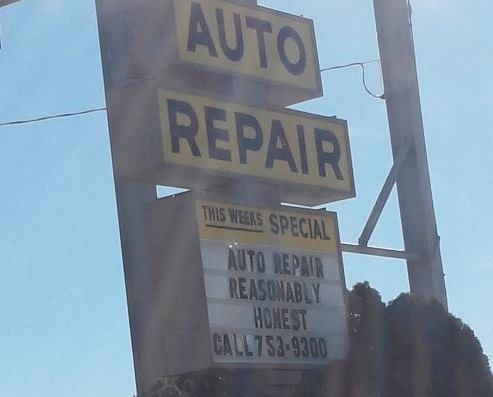 AUTO
REPAIR
THIS WEEKS SPECIAL
AUTO REPAIR
REASONABLY
HONEST
CALL 753-9300